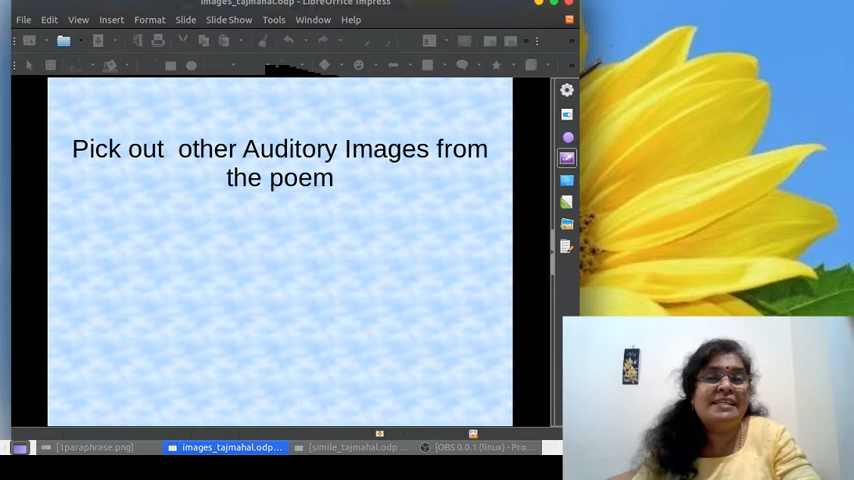 images_tajmahal.odp - LibreOffice Impress
File Edit View Insert Format Slide Slide Show Tools Window Help
Pick out other Auditory Images from
the poem
[1paraphrase.png] images_tajmahal.odp... [simile_tajmahal.odp ... [OBS 0.0.1 (linux) - Pro...